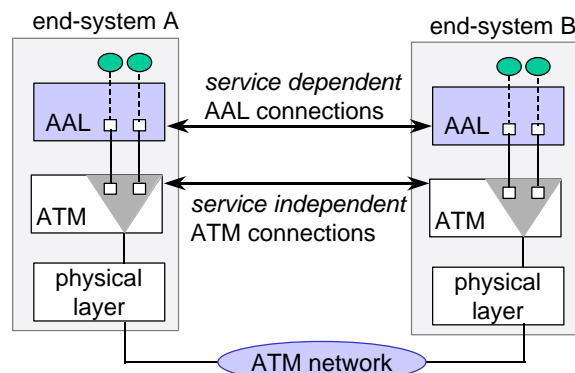 end-system A
end-system B
service dependent
AAL connections
AAL
AAL
service independent
ATM connections
ATM
ATM
physical
layer
physical
layer
ATM network